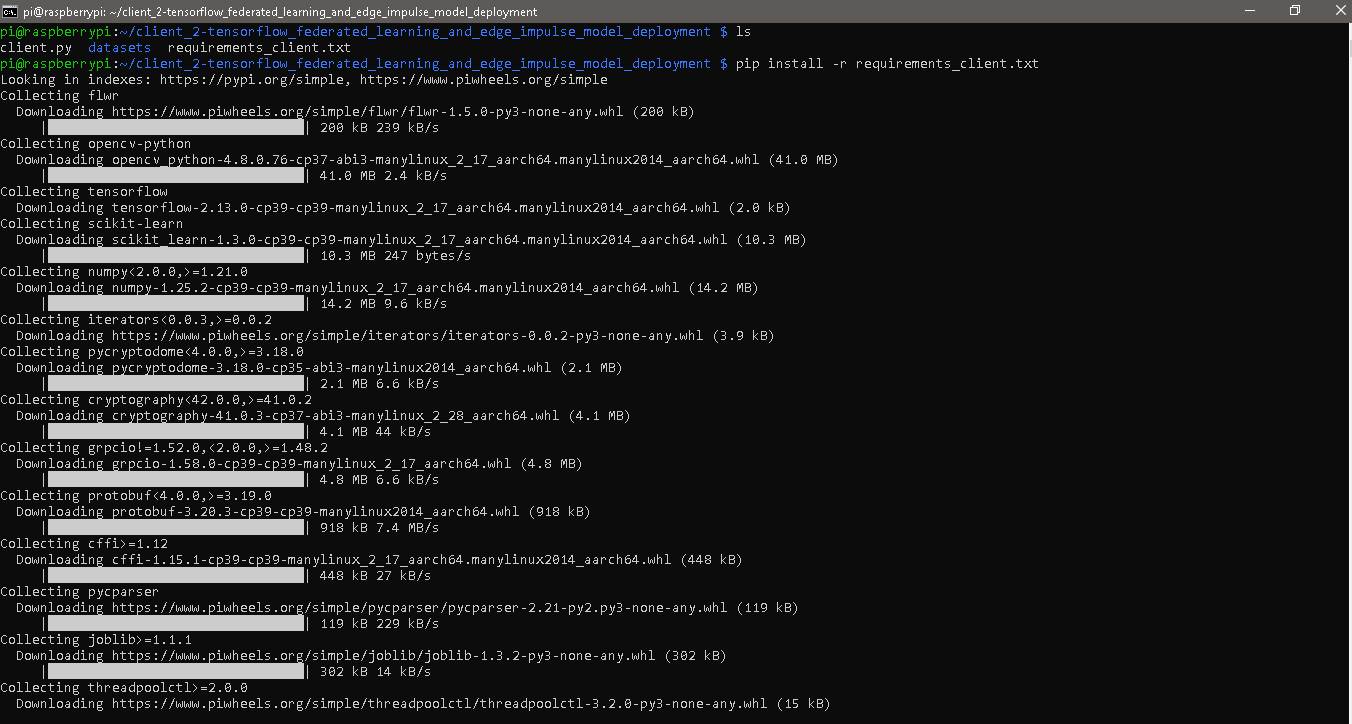 pi@raspberrypi: ~/client_2-tensorflow_federated_learning_and_edge_impulse_model_deployment
pi@raspberrypi:~/client_2-tensorflow_federated_learning_and_edge_impulse_model_deployment $ ls
client.py  datasets  requirements_client.txt
pi@raspberrypi:~/client_2-tensorflow_federated_learning_and_edge_impulse_model_deployment $ pip install -r requirements_client.txt
Looking in indexes: https://pypi.org/simple, https://www.piwheels.org/simple
Collecting flwr
  Downloading https://www.piwheels.org/simple/flwr/flwr-1.5.0-py3-none-any.whl (200 kB)
     |████████████████████████████████| 200 kB 239 kB/s
Collecting opencv-python
  Downloading opencv_python-4.8.0.76-cp37-abi3-manylinux_2_17_aarch64.manylinux2014_aarch64.whl (41.0 MB)
     |████████████████████████████████| 41.0 MB 2.4 kB/s
Collecting tensorflow
  Downloading tensorflow-2.13.0-cp39-cp39-manylinux_2_17_aarch64.manylinux2014_aarch64.whl (2.0 kB)
Collecting scikit-learn
  Downloading scikit_learn-1.3.0-cp39-cp39-manylinux_2_17_aarch64.manylinux2014_aarch64.whl (10.3 MB)
     |████████████████████████████████| 10.3 MB 247 bytes/s
Collecting numpy<2.0.0,>=1.21.0
  Downloading numpy-1.25.2-cp39-cp39-manylinux_2_17_aarch64.manylinux2014_aarch64.whl (14.2 MB)
     |████████████████████████████████| 14.2 MB 9.6 kB/s
Collecting iterators<0.0.3,>=0.0.2
  Downloading https://www.piwheels.org/simple/iterators/iterators-0.0.2-py3-none-any.whl (3.9 kB)
Collecting pycryptodome<4.0.0,>=3.18.0
  Downloading pycryptodome-3.18.0-cp35-abi3-manylinux2014_aarch64.whl (2.1 MB)
     |████████████████████████████████| 2.1 MB 6.6 kB/s
Collecting cryptography<42.0.0,>=41.0.2
  Downloading cryptography-41.0.3-cp37-abi3-manylinux_2_28_aarch64.whl (4.1 MB)
     |████████████████████████████████| 4.1 MB 44 kB/s
Collecting grpcio!=1.52.0,<2.0.0,>=1.48.2
  Downloading grpcio-1.58.0-cp39-cp39-manylinux_2_17_aarch64.whl (4.8 MB)
     |████████████████████████████████| 4.8 MB 6.6 kB/s
Collecting protobuf<4.0.0,>=3.19.0
  Downloading protobuf-3.20.3-cp39-cp39-manylinux2014_aarch64.whl (918 kB)
     |████████████████████████████████| 918 kB 7.4 MB/s
Collecting cffi>=1.12
  Downloading cffi-1.15.1-cp39-cp39-manylinux_2_17_aarch64.manylinux2014_aarch64.whl (448 kB)
     |████████████████████████████████| 448 kB 27 kB/s
Collecting pycparser
  Downloading https://www.piwheels.org/simple/pycparser/pycparser-2.21-py2.py3-none-any.whl (119 kB)
     |████████████████████████████████| 119 kB 229 kB/s
Collecting joblib>=1.1.1
  Downloading https://www.piwheels.org/simple/joblib/joblib-1.3.2-py3-none-any.whl (302 kB)
     |████████████████████████████████| 302 kB 14 kB/s
Collecting threadpoolctl>=2.0.0
  Downloading https://www.piwheels.org/simple/threadpoolctl/threadpoolctl-3.2.0-py3-none-any.whl (15 kB)